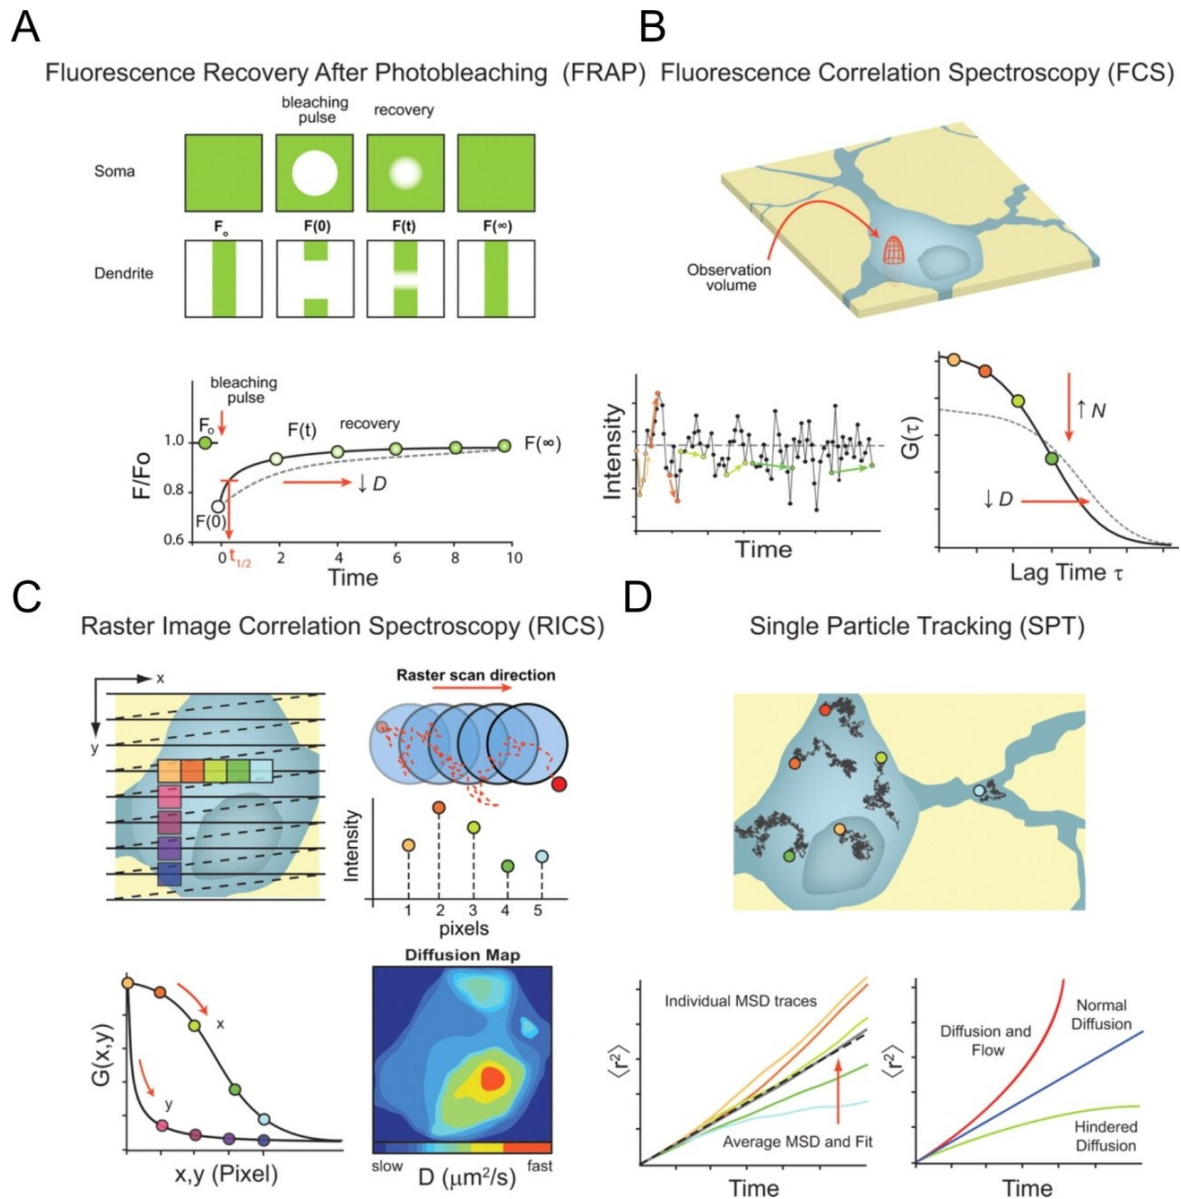 A
Fluorescence Recovery After Photobleaching (FRAP)
bleaching
pulse
recovery
Soma
Fo
F(0)
F(t)
F(∞)
Dendrite
bleaching
pulse
Fo
F(t)
recovery
F(∞)
F/Fo
1.0
0.8
0.6
F(0)
↓ D
0
2
4
6
8
10
t1/2
Time
B
Fluorescence Correlation Spectroscopy (FCS)
Observation
volume
Intensity
Time
G(τ)
↑ N
↓ D
Lag Time τ
C
Raster Image Correlation Spectroscopy (RICS)
x
y
Raster scan direction
Intensity
1
2
3
4
5
pixels
G(x,y)
x
y
x,y (Pixel)
Diffusion Map
slow
fast
D (μm²/s)
D
Single Particle Tracking (SPT)
⟨r²⟩
Individual MSD traces
Average MSD and Fit
Time
⟨r²⟩
Diffusion and
Flow
Normal
Diffusion
Hindered
Diffusion
Time